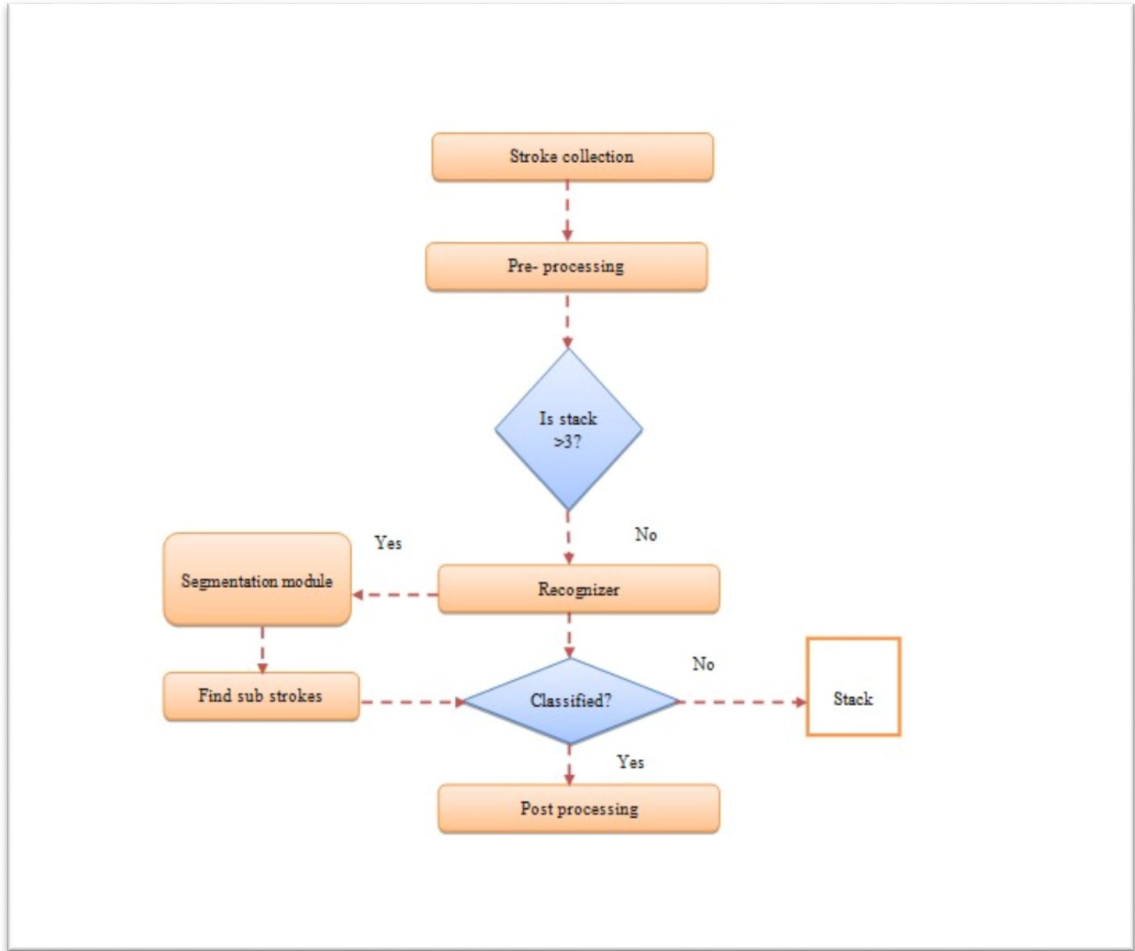 Stroke collection
Pre- processing
Is stack
>3?
No
Yes
Segmentation module
Recognizer
No
Find sub strokes
Classified?
Stack
Yes
Post processing